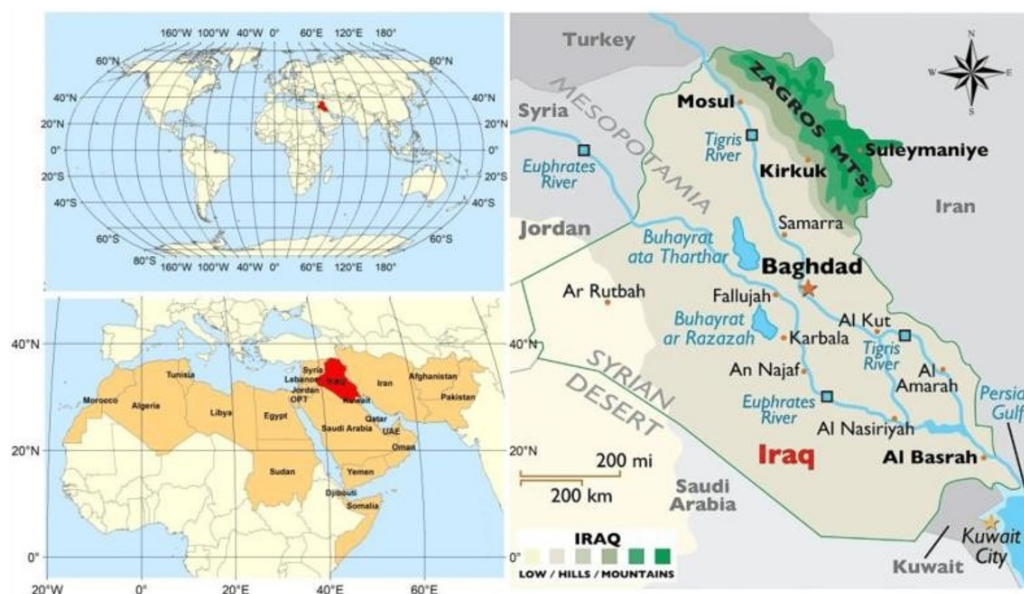 160°W 100°W 40°W 0° 60°E 120°E 180°
60°N 60°N
40°N 40°N
20°N 20°N
0° 0°
20°S 20°S
40°S 40°S
60°S 60°S
80°S 80°S
160°W 100°W 40°W 0° 60°E 120°E 180°
40°N 40°N
20°N 20°N
0° 0°
20°W 0° 20°E 40°E 60°E
Tunisia
Morocco
Algeria
Libya
Egypt
Syria
Lebanon
Jordan
OPT
Iraq
Kuwait
Iran
Afghanistan
Pakistan
Qatar
UAE
Saudi Arabia
Oman
Yemen
Sudan
Djibouti
Somalia
Turkey
N
W E
S
Syria
MESOPOTAMIA
ZAGROS MTS.
Mosul
Tigris
River
Euphrates
River
Kirkuk
Suleymaniye
Iran
Jordan
Samarra
Buhayrat
ata Tharthar
Baghdad
Ar Rutbah
Fallujah
Buhayrat
ar Razazah
Karbala
Al Kut
Tigris
River
An Najaf
Al
Amarah
Euphrates
River
Al Nasiriyah
SYRIAN
DESERT
Persia
Gulf
Iraq
Al Basrah
200 mi
200 km
Saudi
Arabia
IRAQ
LOW / HILLS / MOUNTAINS
Kuwait
City
Kuwait